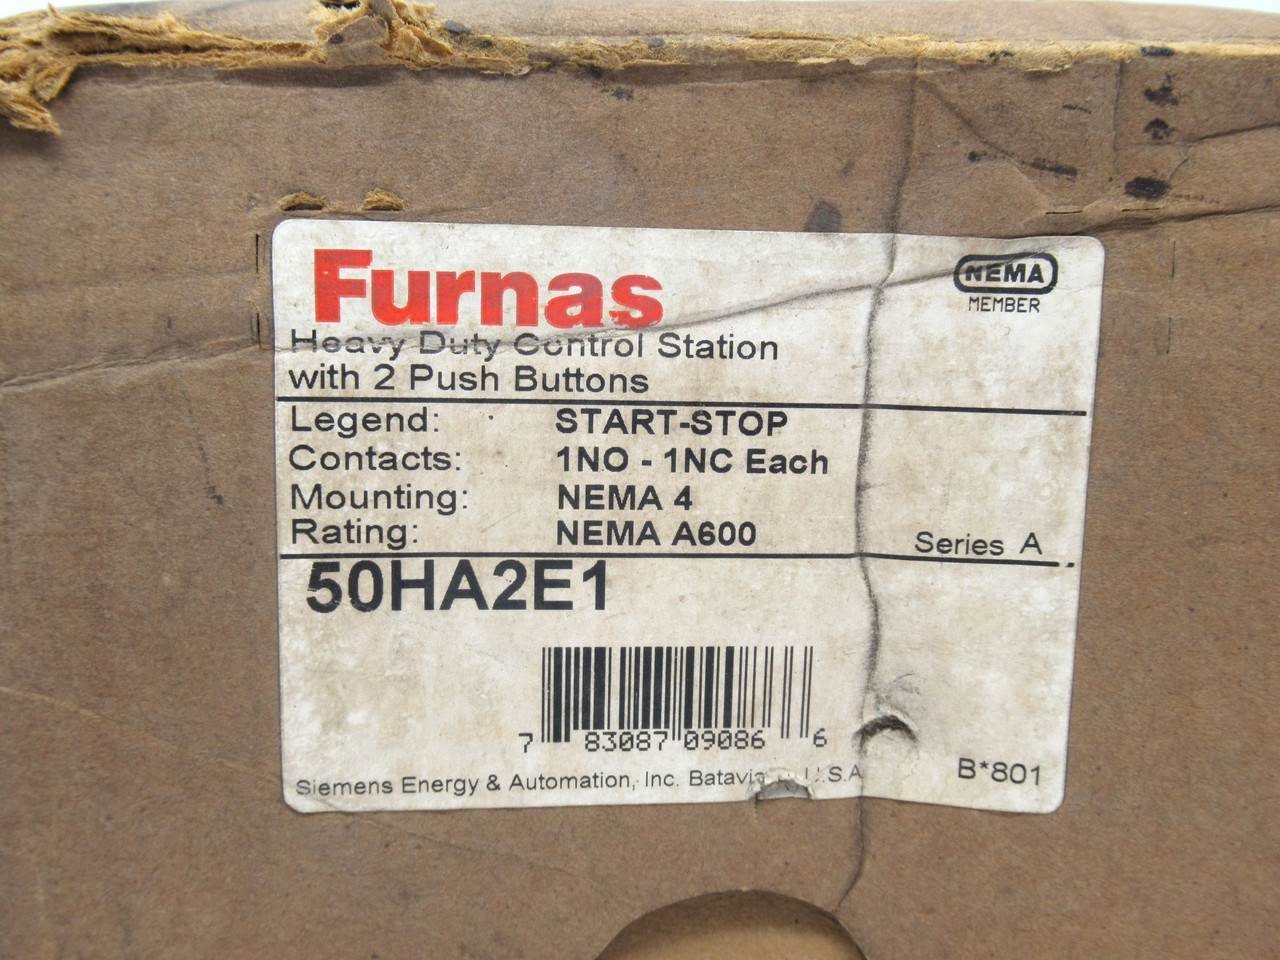 Furnas
NEMA
MEMBER
Heavy Duty Control Station
with 2 Push Buttons
Legend: START-STOP
Contacts: 1NO - 1NC Each
Mounting: NEMA 4
Rating: NEMA A600
Series A
50HA2E1
7 83087 09086 6
Siemens Energy & Automation, Inc. Batavia U.S.A
B*801